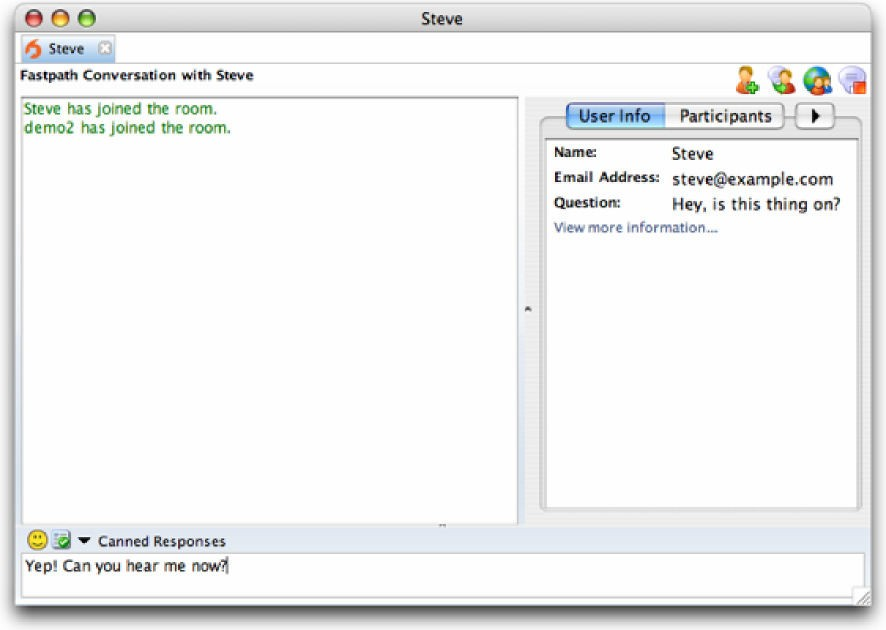 Steve
Steve
Fastpath Conversation with Steve
Steve has joined the room.
demo2 has joined the room.
User Info Participants
Name: Steve
Email Address: steve@example.com
Question: Hey, is this thing on?
View more information...
Canned Responses
Yep! Can you hear me now?